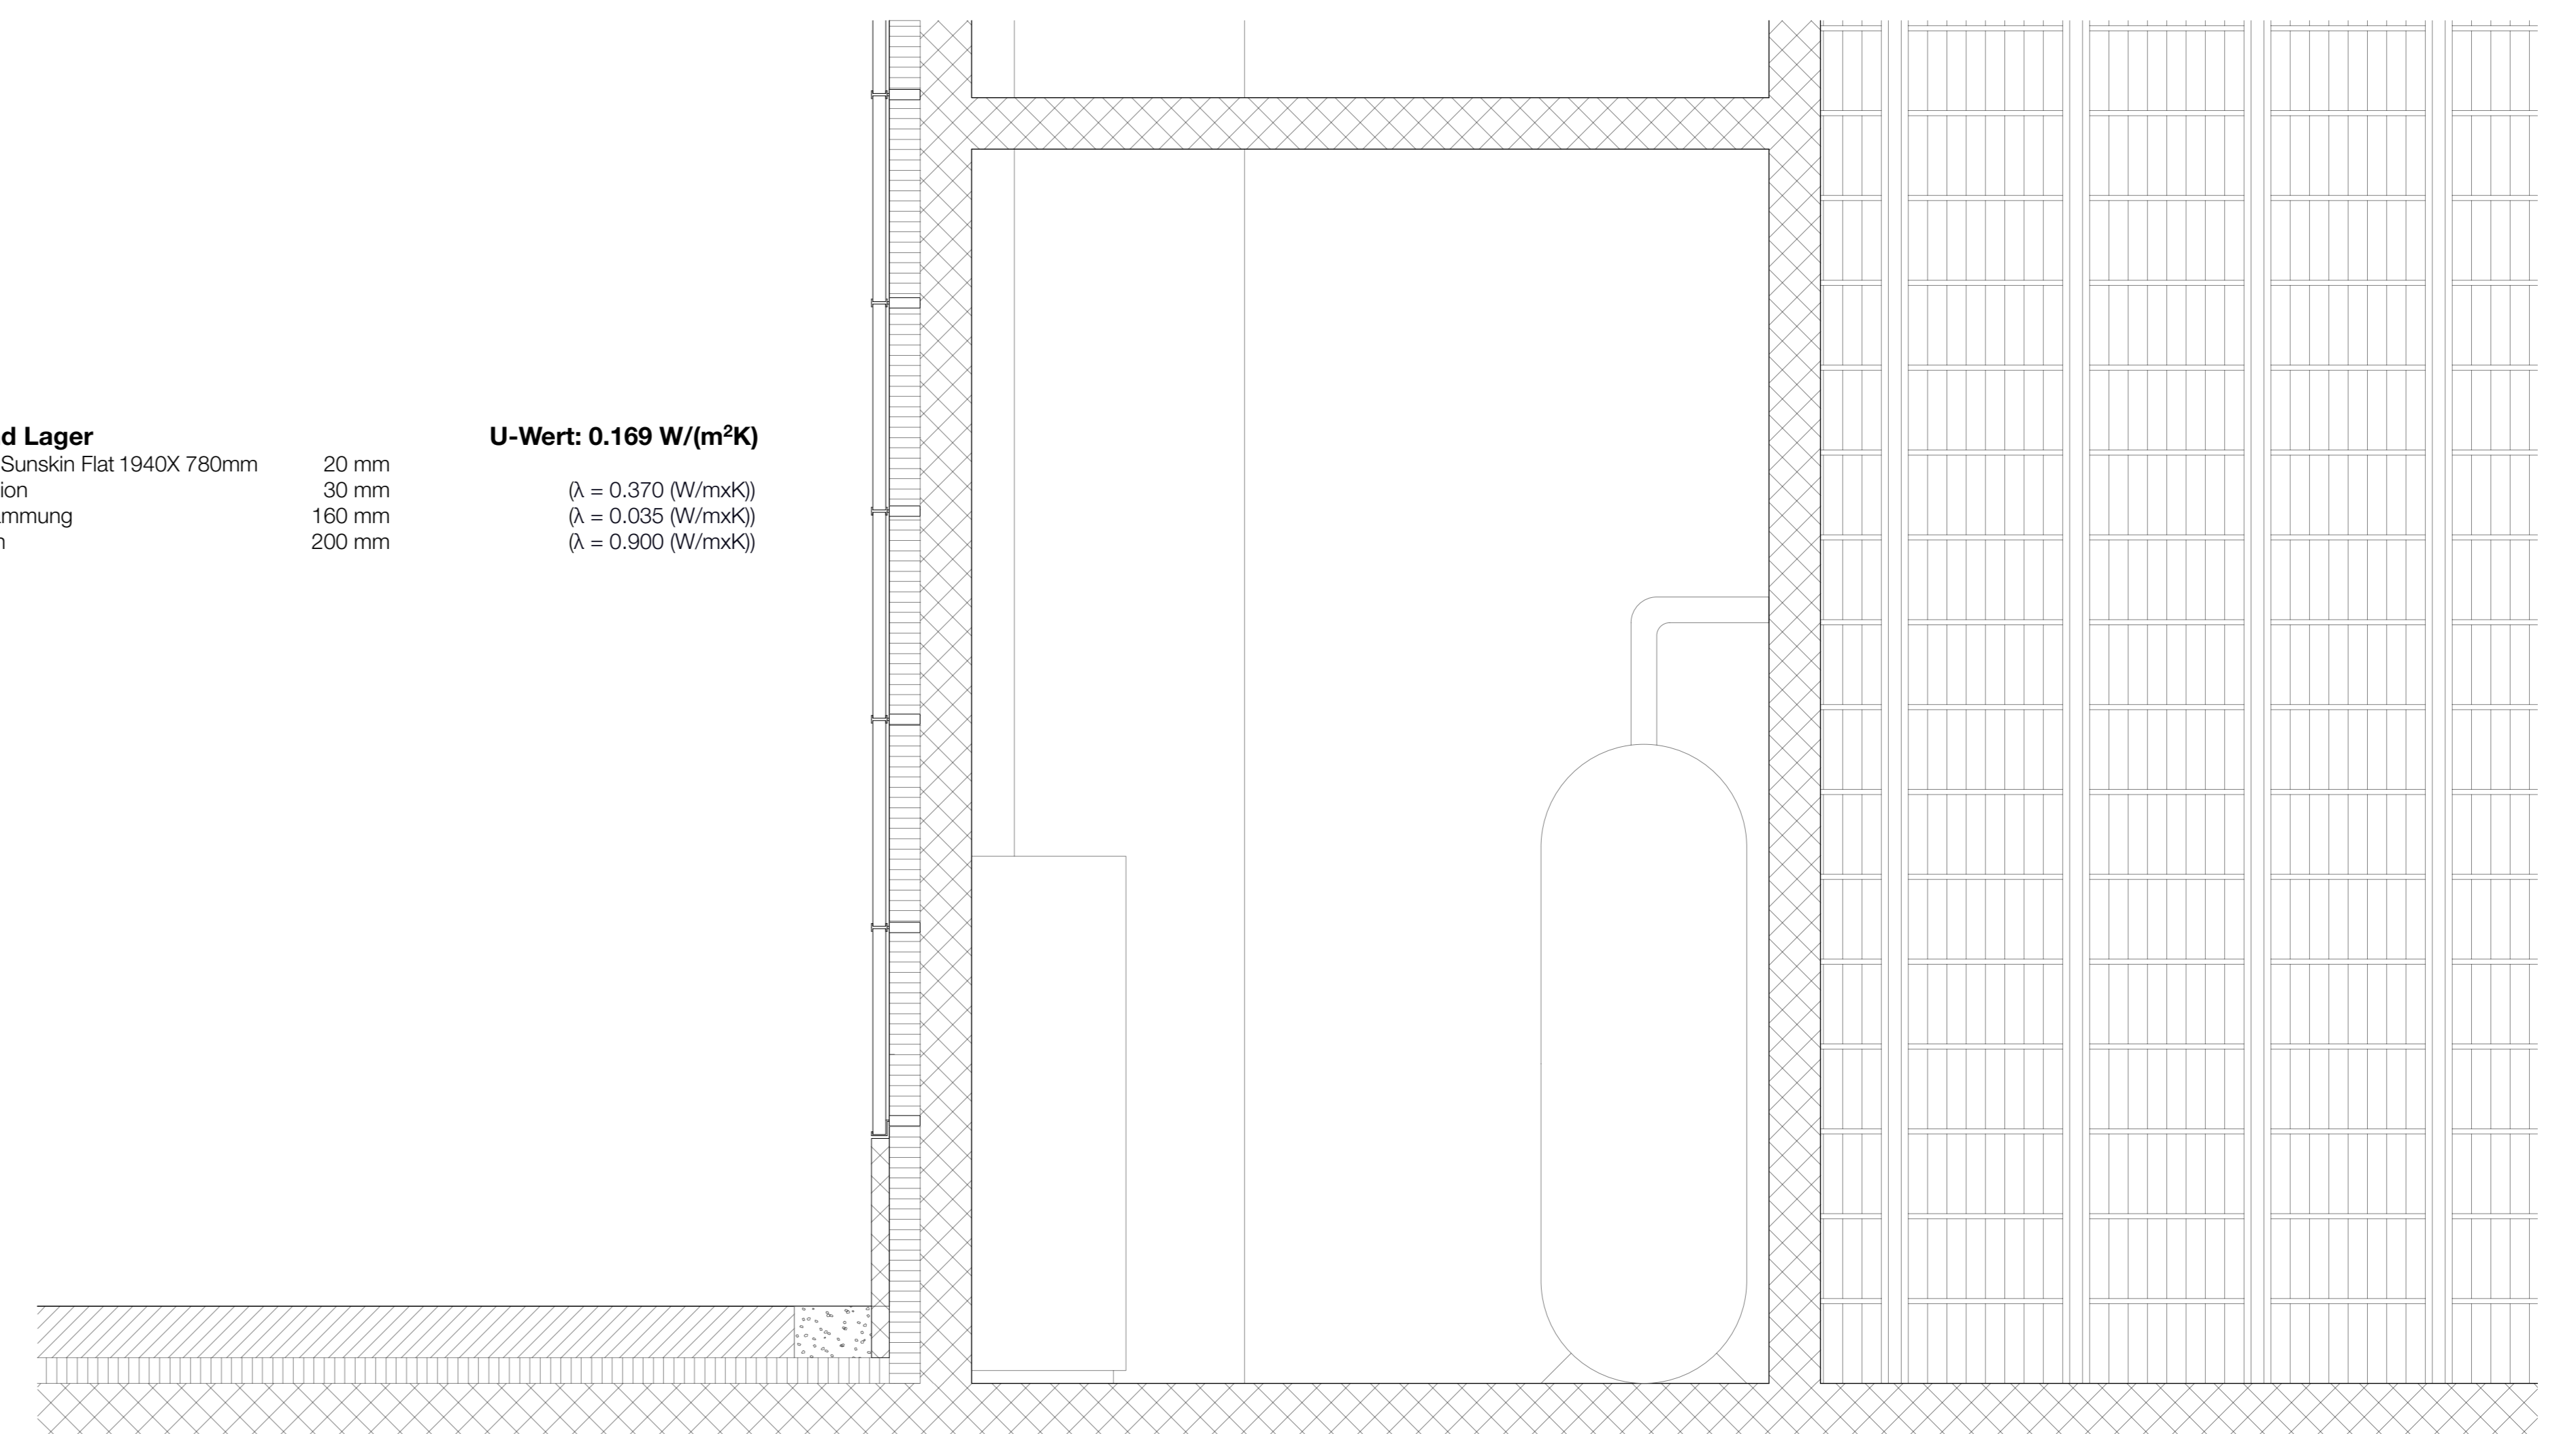 d Lager U-Wert: 0.169 W/(m²K)
Sunskin Flat 1940X 780mm 20 mm
ion 30 mm (λ = 0.370 (W/mxK))
mmung 160 mm (λ = 0.035 (W/mxK))
200 mm (λ = 0.900 (W/mxK))